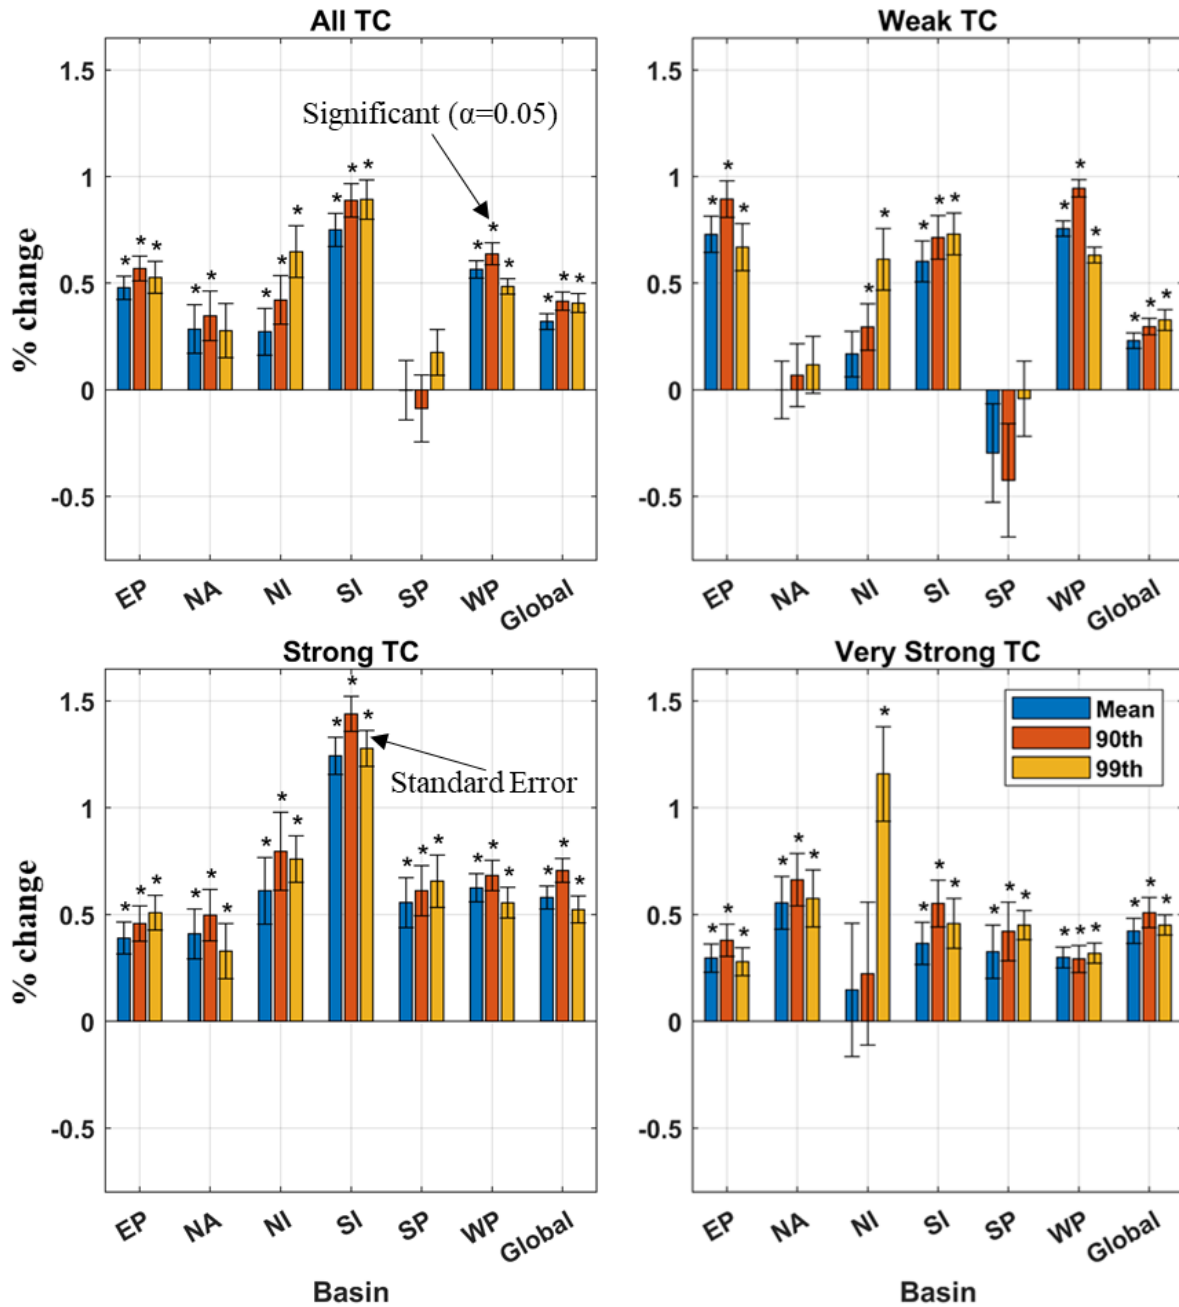 All TC
% change
1.5
1
0.5
0
-0.5
Significant (α=0.05)
EP NA NI SI SP WP Global
Weak TC
1.5
1
0.5
0
-0.5
EP NA NI SI SP WP Global
Strong TC
% change
1.5
1
0.5
0
-0.5
Standard Error
EP NA NI SI SP WP Global
Basin
Very Strong TC
1.5
1
0.5
0
-0.5
Mean
90th
99th
EP NA NI SI SP WP Global
Basin